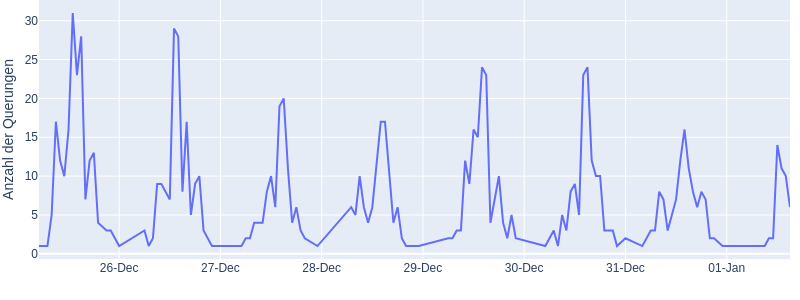 Anzahl der Querungen
30
25
20
15
10
5
0
26-Dec
27-Dec
28-Dec
29-Dec
30-Dec
31-Dec
01-Jan